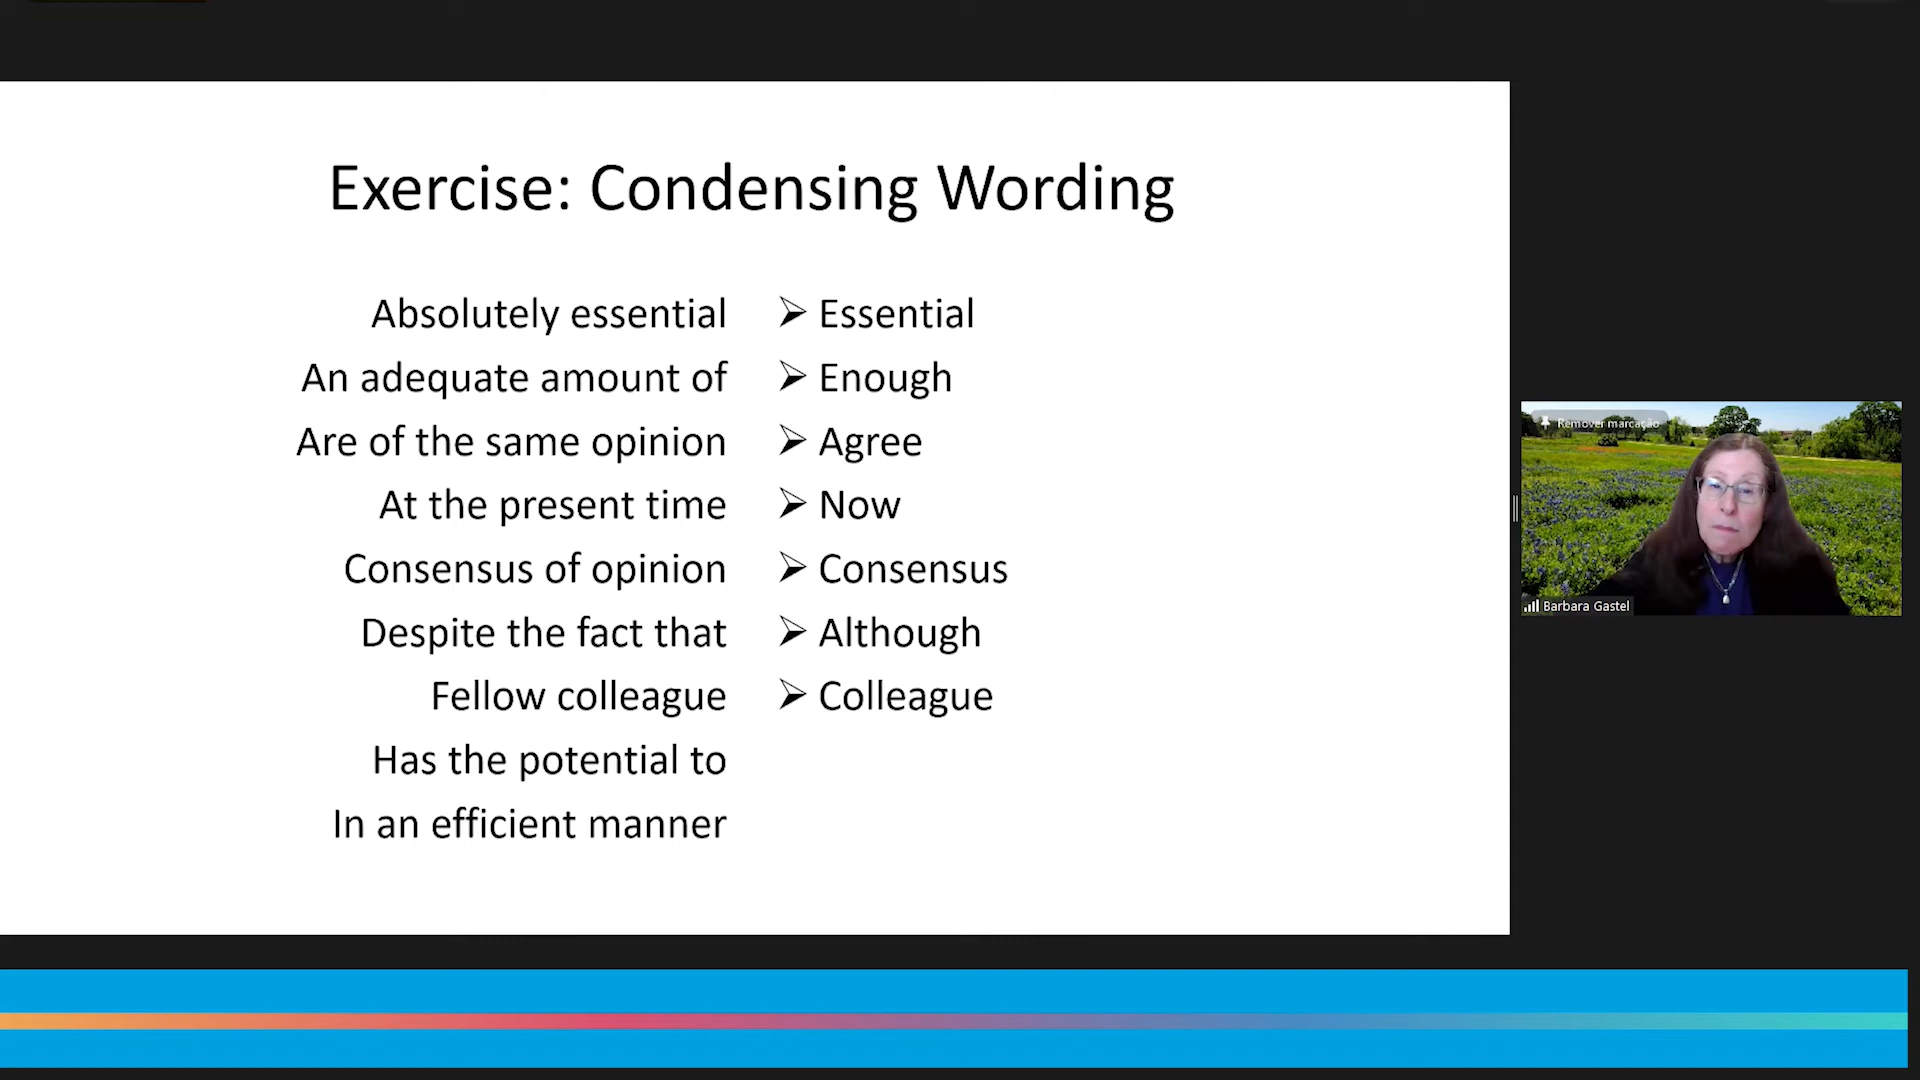 Exercise: Condensing Wording
Absolutely essential ➢ Essential
An adequate amount of ➢ Enough
Are of the same opinion ➢ Agree
At the present time ➢ Now
Consensus of opinion ➢ Consensus
Despite the fact that ➢ Although
Fellow colleague ➢ Colleague
Has the potential to
In an efficient manner
Remover marcação
Barbara Gastel